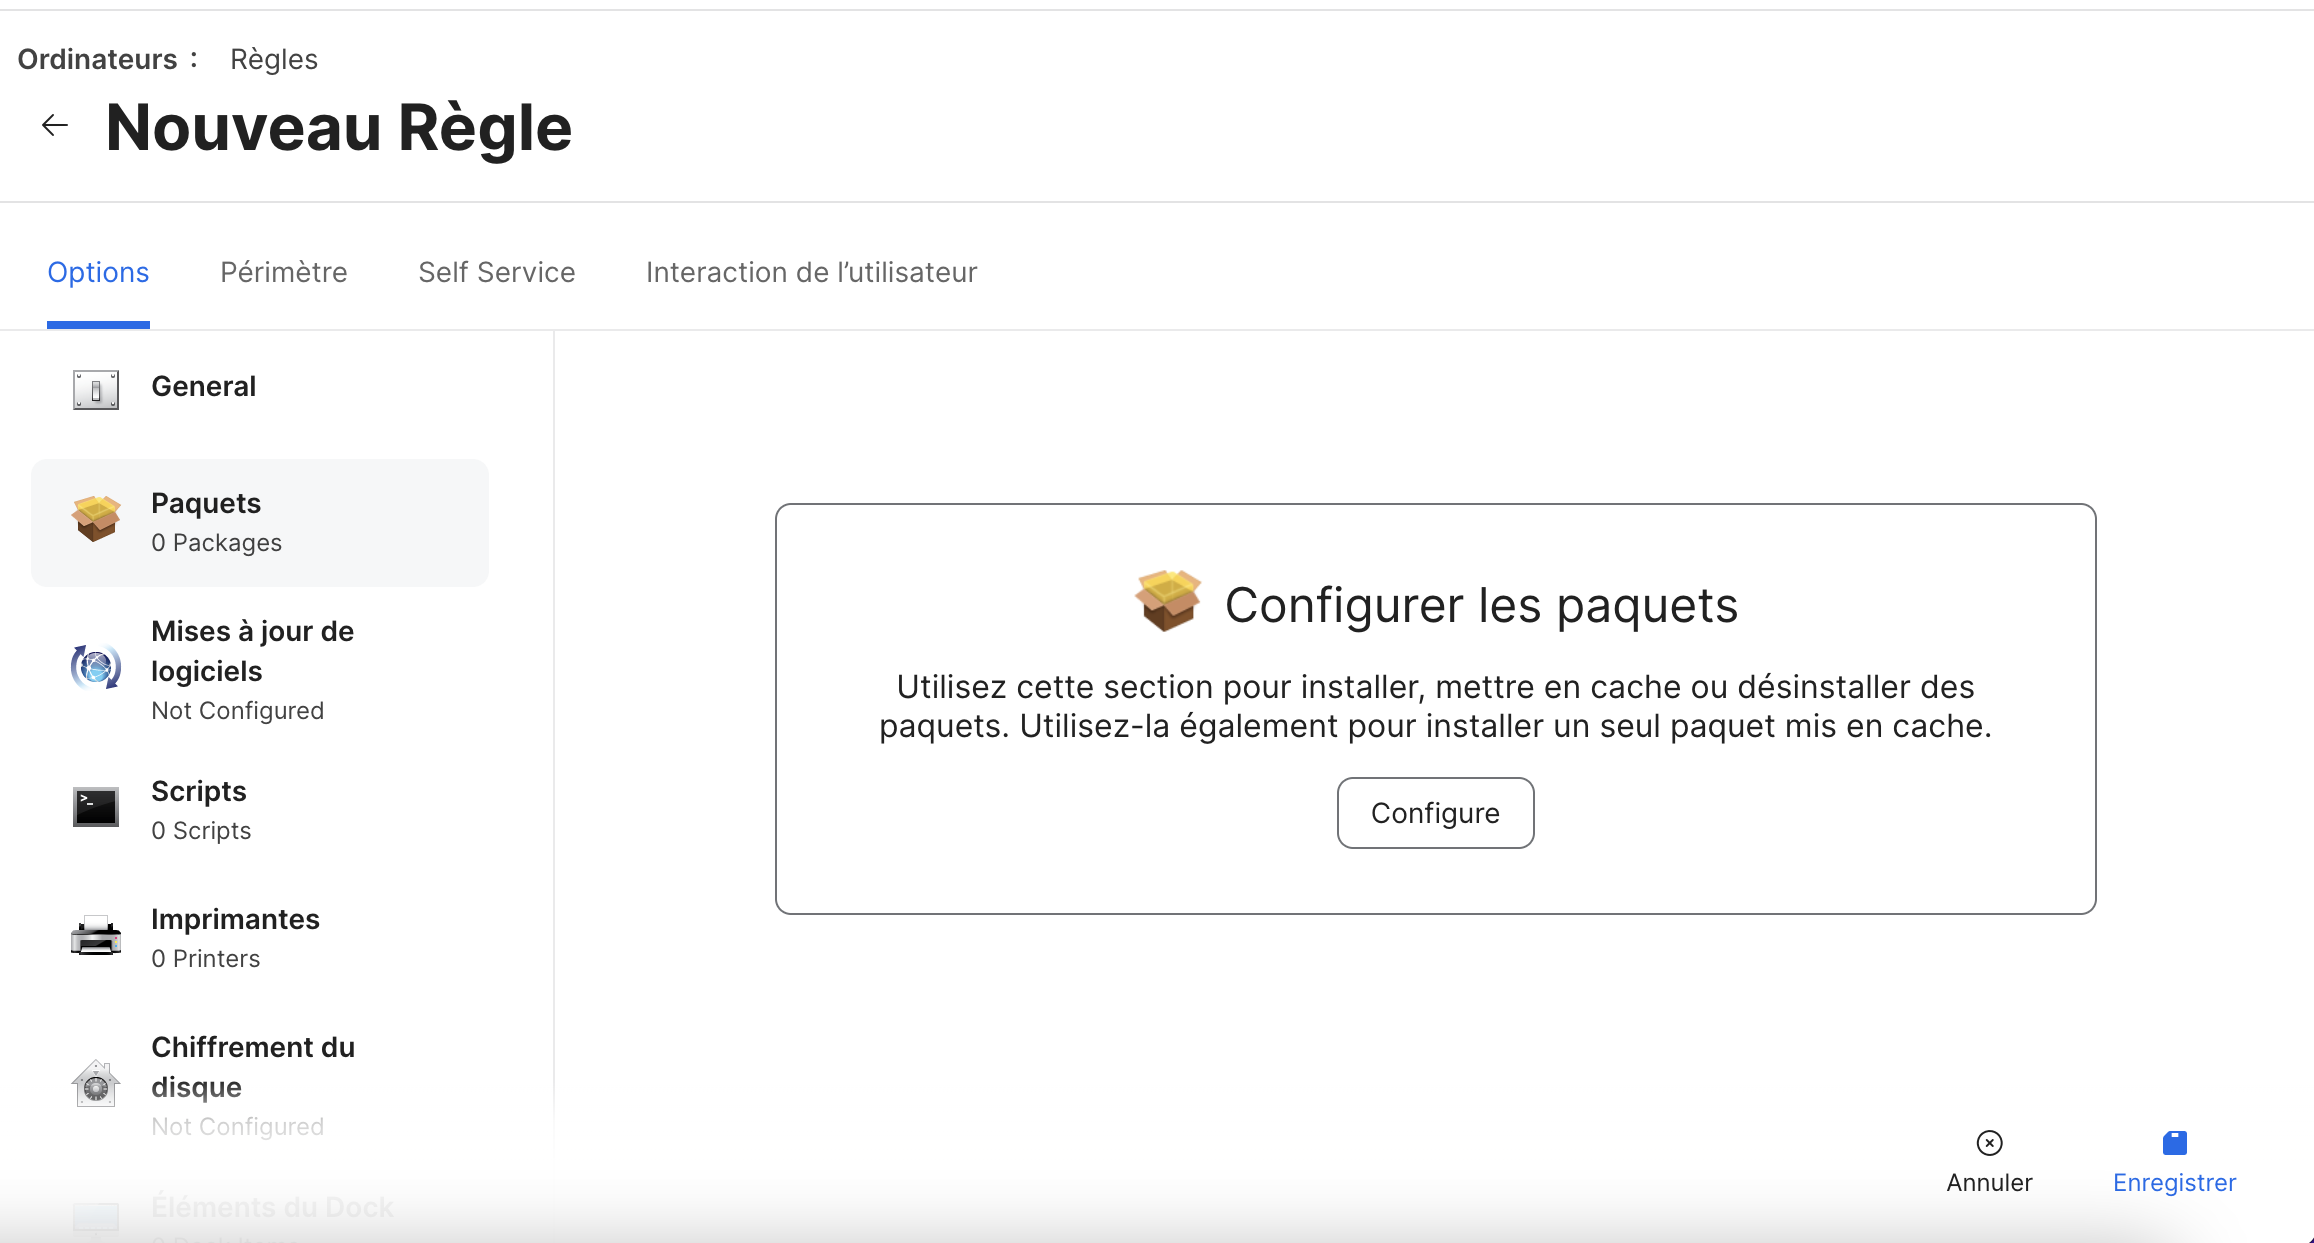 Ordinateurs : Règles
Nouveau Règle
Options Périmètre Self Service Interaction de l’utilisateur
General
Paquets
0 Packages
Mises à jour de
logiciels
Not Configured
Scripts
0 Scripts
Imprimantes
0 Printers
Chiffrement du
disque
Not Configured
Éléments du Dock
Configurer les paquets
Utilisez cette section pour installer, mettre en cache ou désinstaller des
paquets. Utilisez-la également pour installer un seul paquet mis en cache.
Configure
Annuler
Enregistrer